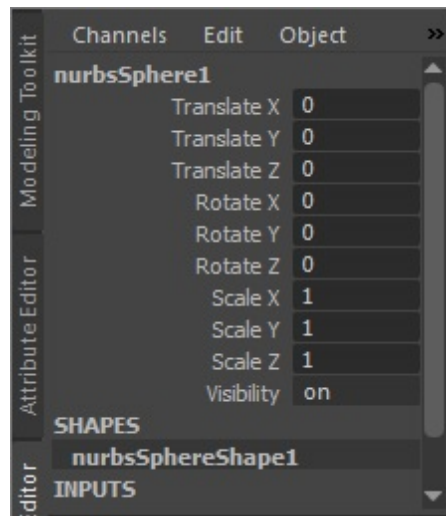 Channels Edit Object »
nurbsSphere1
Translate X 0
Translate Y 0
Translate Z 0
Rotate X 0
Rotate Y 0
Rotate Z 0
Scale X 1
Scale Y 1
Scale Z 1
Visibility on
SHAPES
nurbsSphereShape1
INPUTS
Modeling Toolkit
Attribute Editor
ditor